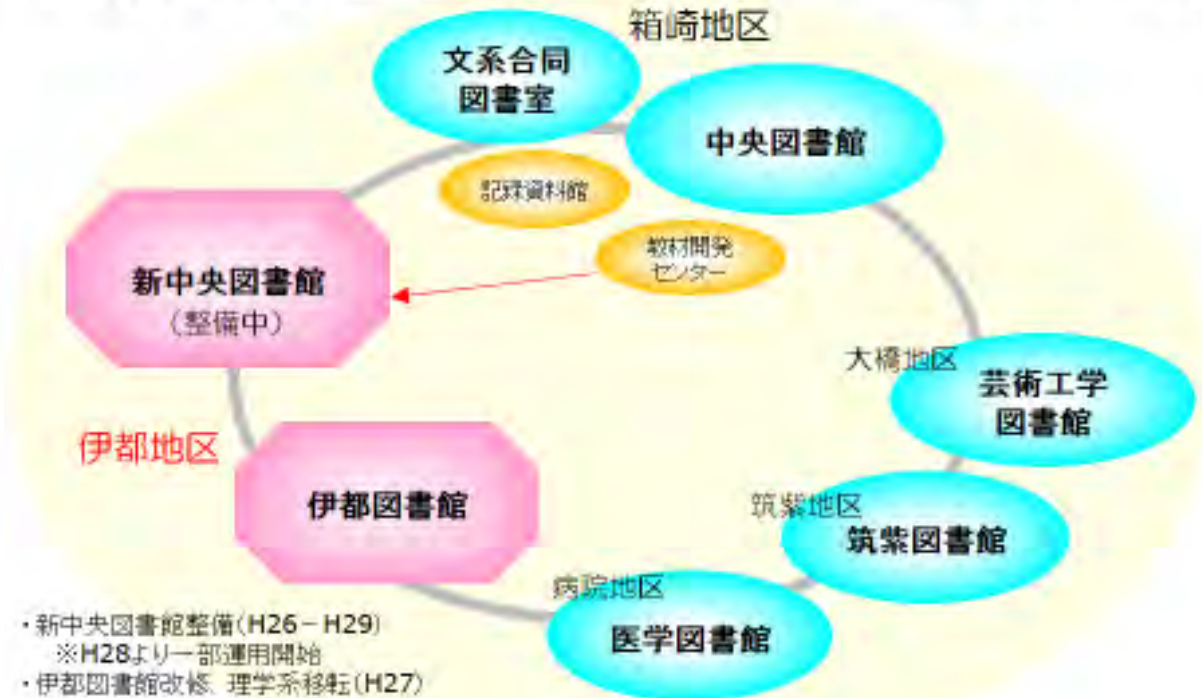 箱崎地区
文系合同
図書室
中央図書館
記録資料館
教材開発
センター
新中央図書館
(整備中)
大橋地区
芸術工学
図書館
伊都地区
伊都図書館
筑紫地区
筑紫図書館
病院地区
医学図書館
・新中央図書館整備(H26-H29)
※H28より一部運用開始
・伊都図書館改修、理学系移転(H27)